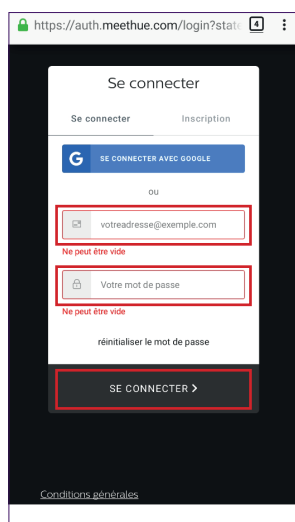 https://auth.meethue.com/login?stat 4
Se connecter
Se connecter Inscription
G SE CONNECTER AVEC GOOGLE
ou
votreadresse@exemple.com
Ne peut être vide
Votre mot de passe
Ne peut être vide
réinitialiser le mot de passe
SE CONNECTER >
Conditions générales